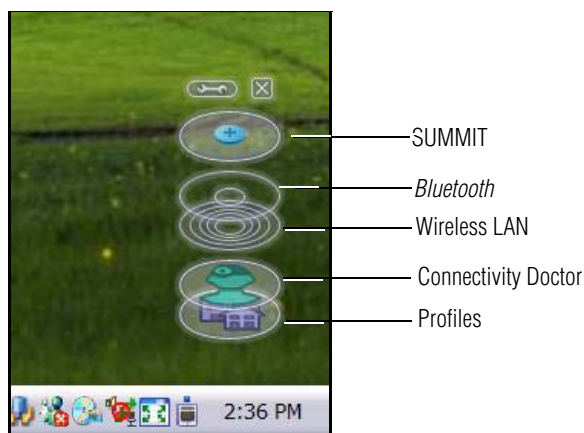 SUMMIT
Bluetooth
Wireless LAN
Connectivity Doctor
Profiles
2:36 PM